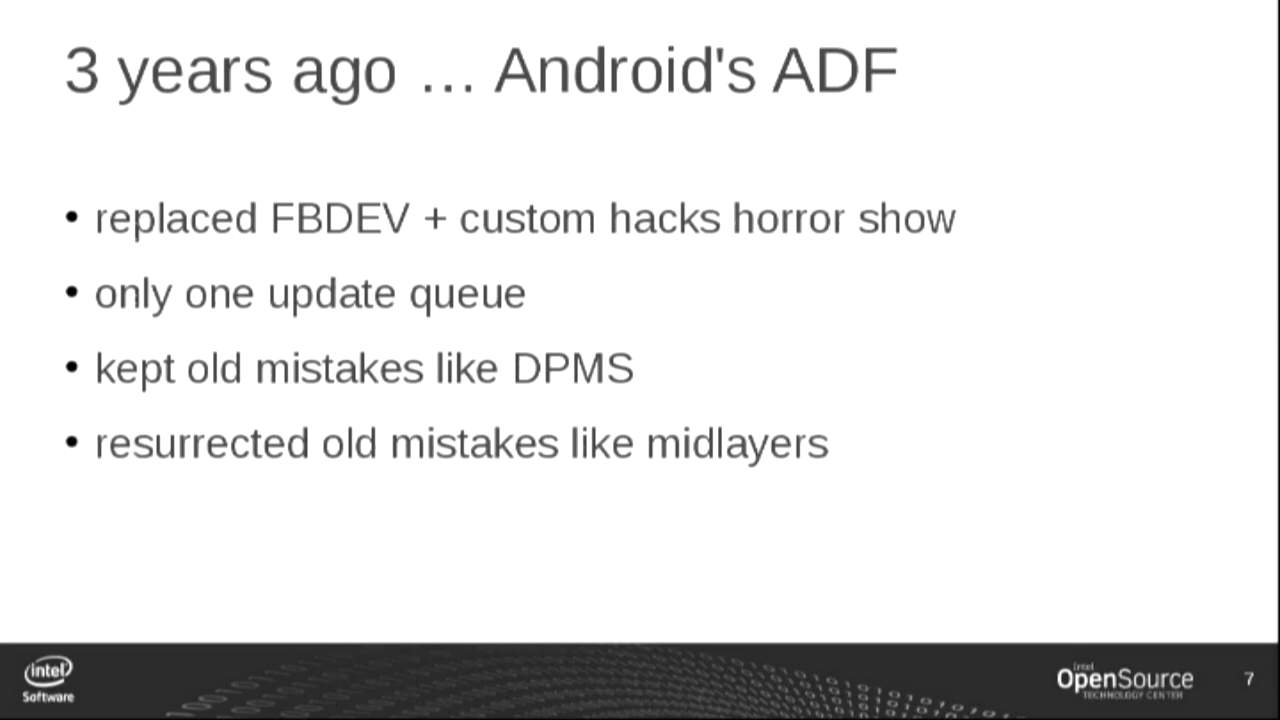 3 years ago … Android's ADF
• replaced FBDEV + custom hacks horror show
• only one update queue
• kept old mistakes like DPMS
• resurrected old mistakes like midlayers
intel
Software
intel
OpenSource
TECHNOLOGY CENTER
7